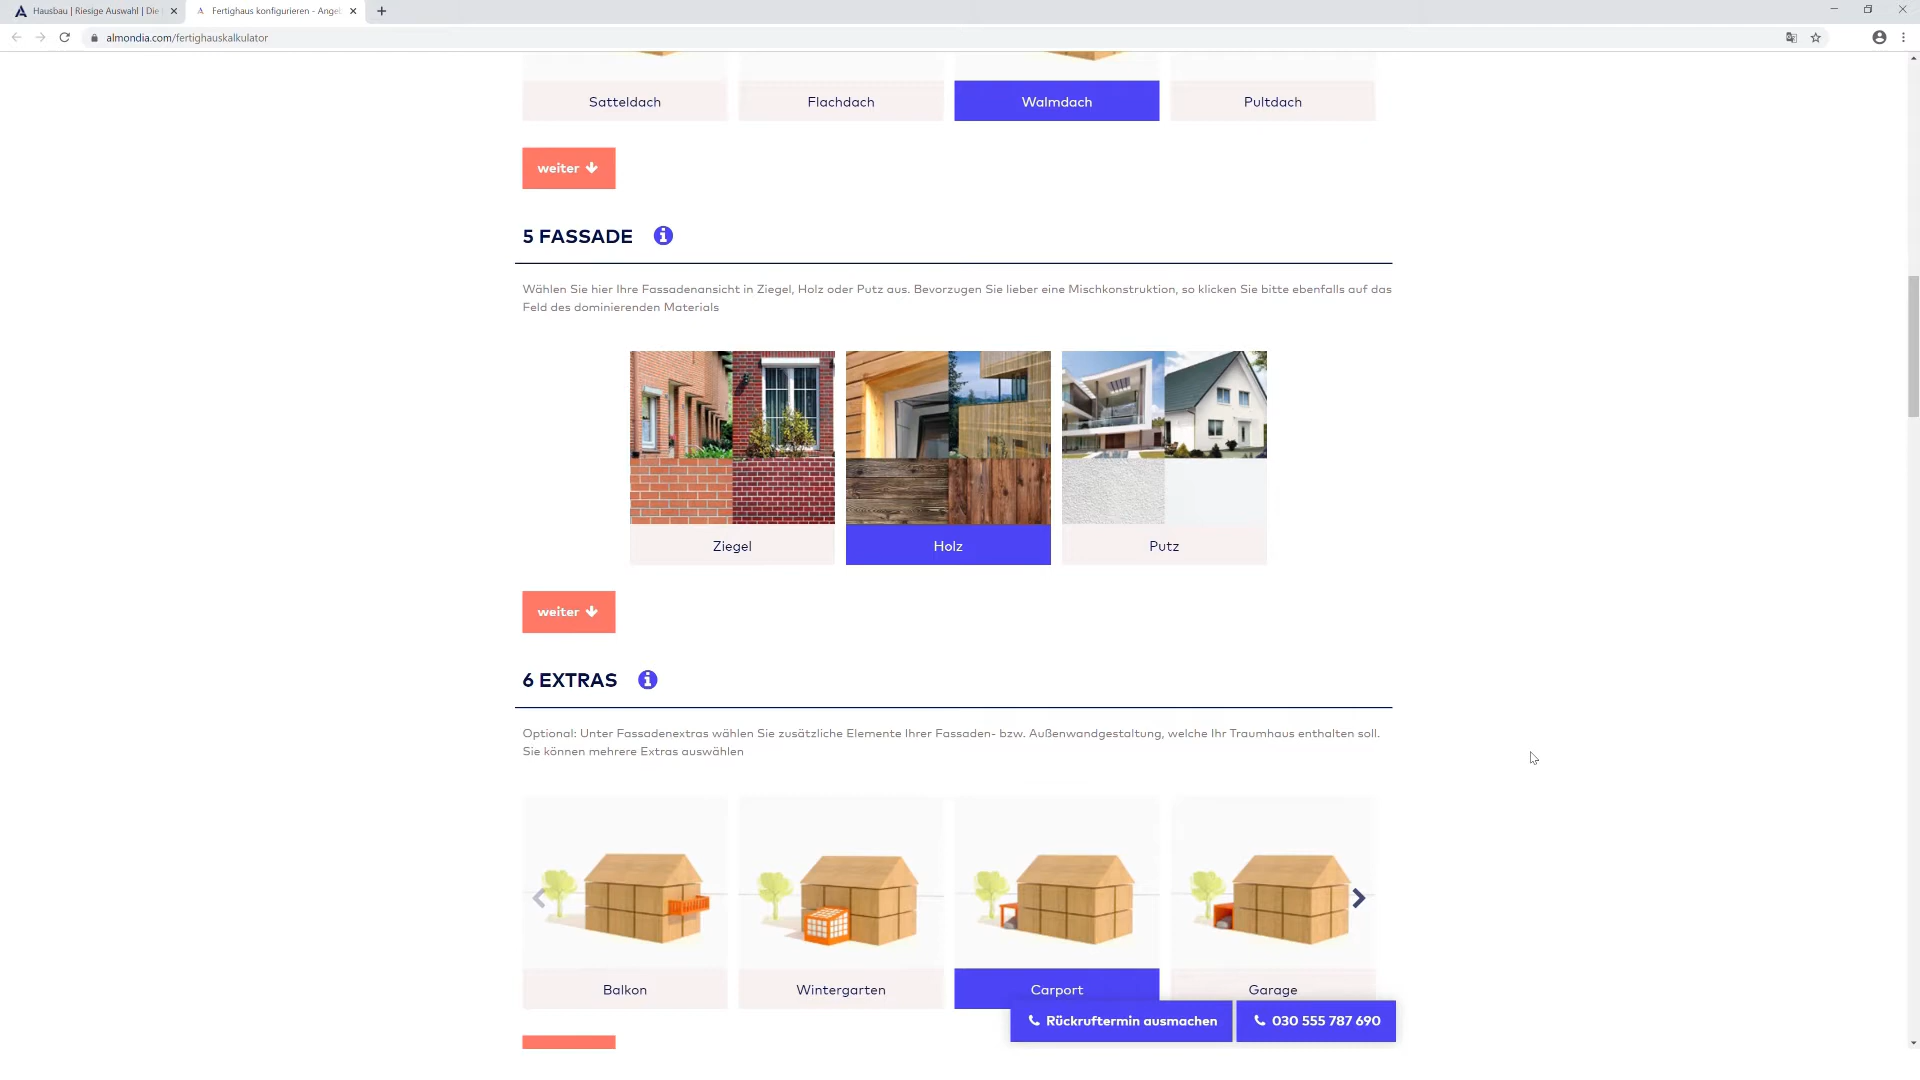 Hausbau | Riesige Auswahl | Die
Fertighaus konfigurieren - Ange
almondia.com/fertighauskalkulator
Satteldach
Flachdach
Walmdach
Pultdach
weiter
5 FASSADE
Wählen Sie hier Ihre Fassadenansicht in Ziegel, Holz oder Putz aus. Bevorzugen Sie lieber eine Mischkonstruktion, so klicken Sie bitte ebenfalls auf das
Feld des dominierenden Materials
Ziegel
Holz
Putz
weiter
6 EXTRAS
Optional: Unter Fassadenextras wählen Sie zusätzliche Elemente Ihrer Fassaden- bzw. Außenwandgestaltung, welche Ihr Traumhaus enthalten soll.
Sie können mehrere Extras auswählen
Balkon
Wintergarten
Carport
Garage
Rückruftermin ausmachen
030 555 787 690